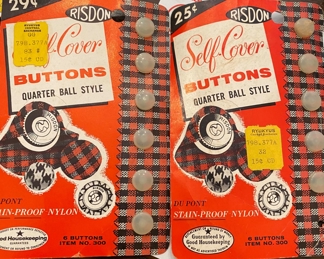 29¢
RISDON
Self-Cover
BUTTONS
QUARTER BALL STYLE
PONT
AIN-PROOF NYLON
Good Housekeeping
GUARANTEED
6 BUTTONS
ITEM NO. 300
25¢
RISDON
Self-Cover
BUTTONS
QUARTER BALL STYLE
DU PONT
STAIN-PROOF NYLON
Guaranteed by
Good Housekeeping
6 BUTTONS
ITEM NO. 300